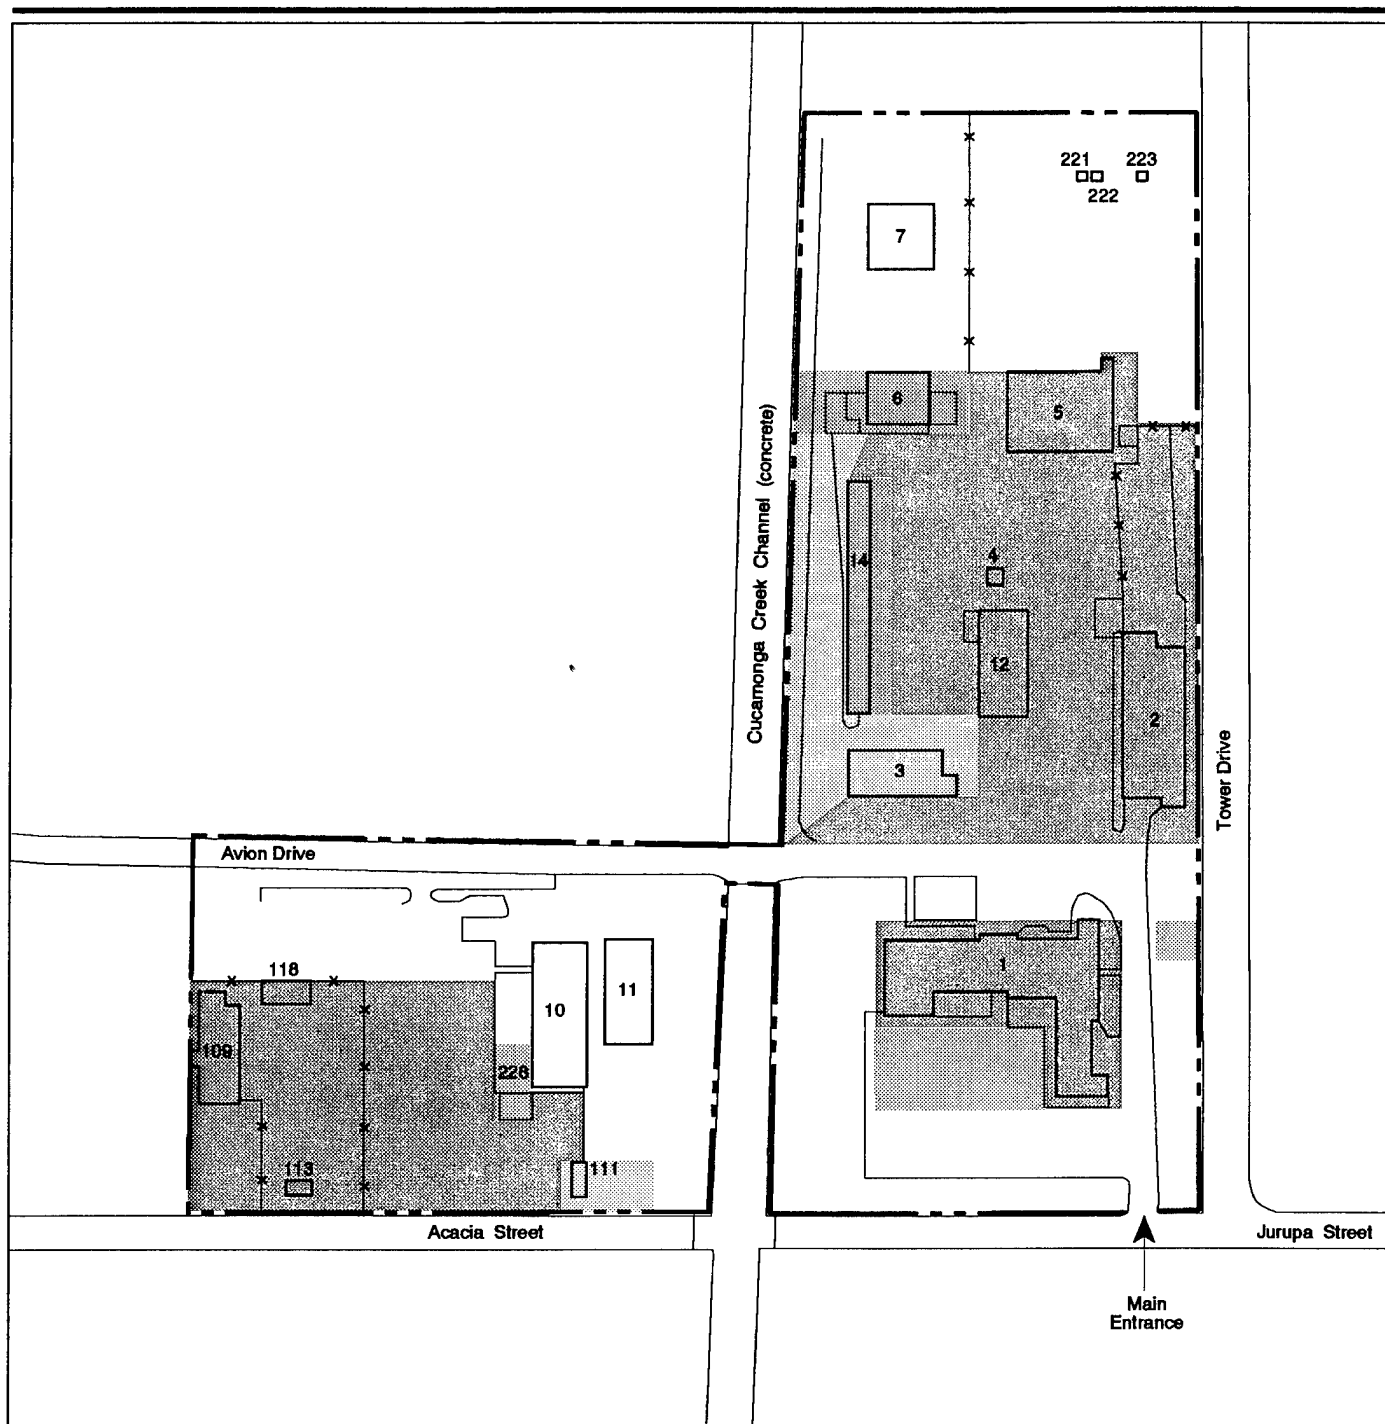 221
223
222
7
6
5
Cucamonga Creek Channel (concrete)
14
4
12
2
3
Tower Drive
Avion Drive
118
11
1
10
109
228
113
111
Acacia Street
Jurupa Street
Main
Entrance